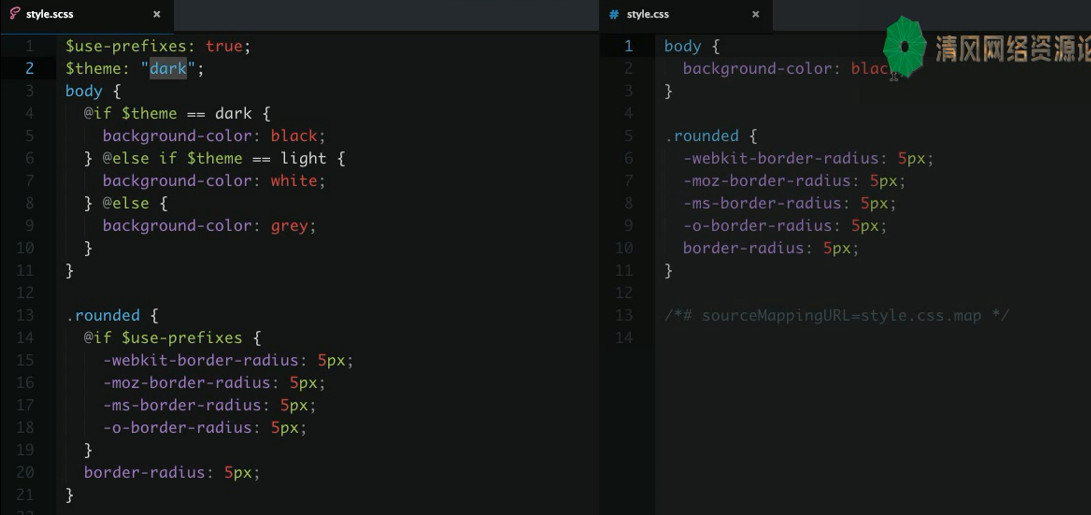 style.scss ×
1 $use-prefixes: true;
2 $theme: "dark";
3 body {
4 @if $theme == dark {
5 background-color: black;
6 } @else if $theme == light {
7 background-color: white;
8 } @else {
9 background-color: grey;
10 }
11 }
12
13 .rounded {
14 @if $use-prefixes {
15 -webkit-border-radius: 5px;
16 -moz-border-radius: 5px;
17 -ms-border-radius: 5px;
18 -o-border-radius: 5px;
19 }
20 border-radius: 5px;
21 }
# style.css ×
1 body {
2 background-color: blac
3 }
4
5 .rounded {
6 -webkit-border-radius: 5px;
7 -moz-border-radius: 5px;
8 -ms-border-radius: 5px;
9 -o-border-radius: 5px;
10 border-radius: 5px;
11 }
12
13 /*# sourceMappingURL=style.css.map */
14
清风网络资源论